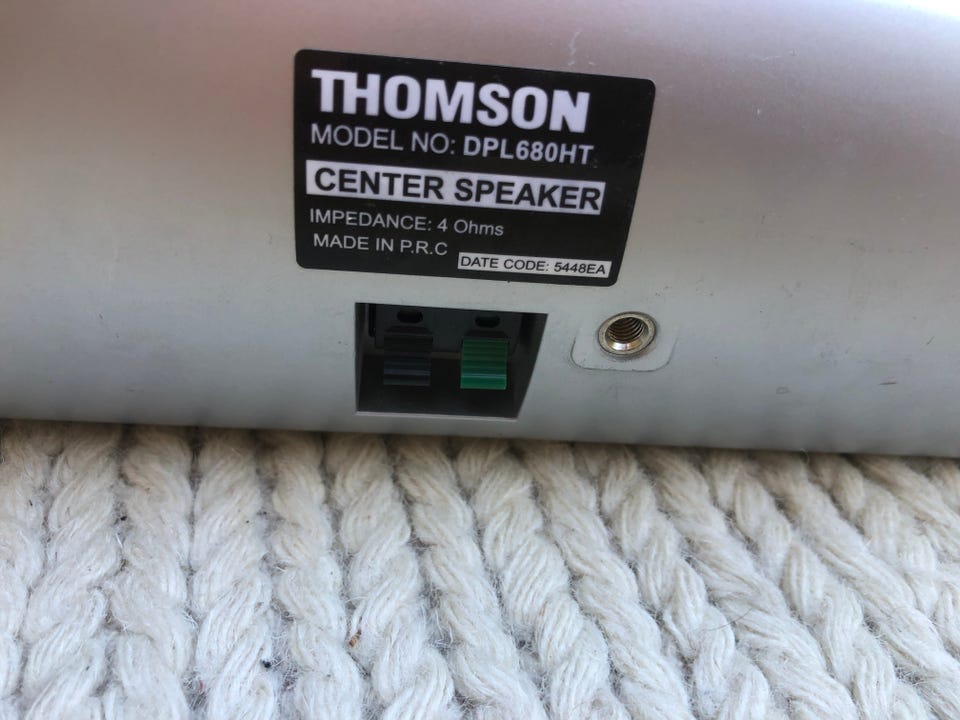 THOMSON
MODEL NO: DPL680HT
CENTER SPEAKER
IMPEDANCE: 4 Ohms
MADE IN P.R.C
DATE CODE: 5448EA